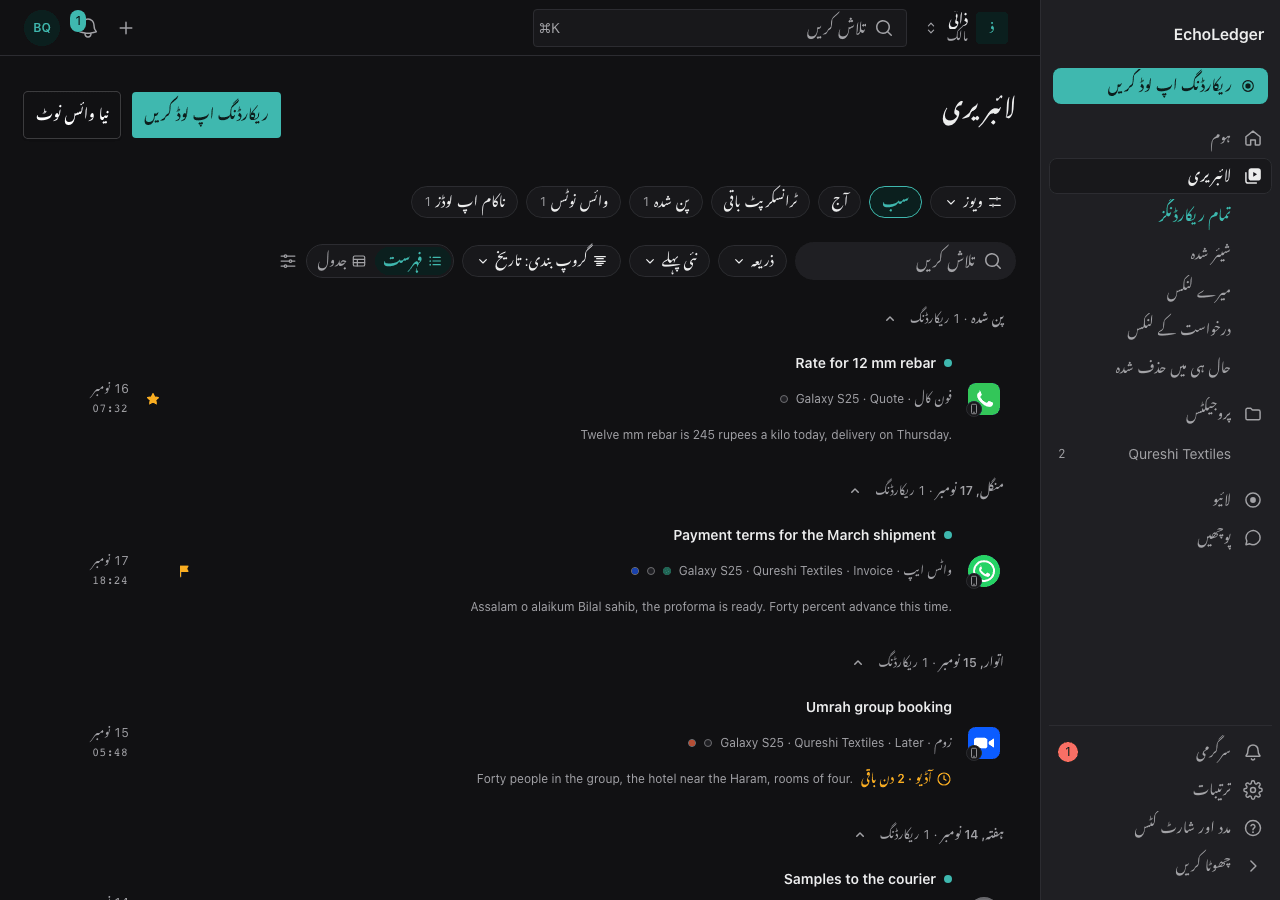 EchoLedger
ریکارڈنگ اپ لوڈ کریں
ہوم
لائبریری
تمام ریکارڈنگز
شیئر شدہ
میرے لنکس
درخواست کے لنکس
حال ہی میں حذف شدہ
پروجیکٹس
Qureshi Textiles 2
لائیو
پوچھیں
سرگرمی 1
ترتیبات
مدد اور شارٹ کٹس
چھوٹا کریں
ذ ذاتی
مالک
تلاش کریں ⌘K
1
BQ
لائبریری
ریکارڈنگ اپ لوڈ کریں
نیا وائس نوٹ
ویوز سب آج ٹرانسکرپٹ باقی پن شدہ 1 وائس نوٹس 1 ناکام اپ لوڈز 1
تلاش کریں ذریعہ نئی پہلے گروپ بندی: تاریخ فہرست جدول
پن شدہ · 1 ریکارڈنگ
Rate for 12 mm rebar
فون کال · Galaxy S25 · Quote
Twelve mm rebar is 245 rupees a kilo today, delivery on Thursday.
16 نومبر
07:32
منگل, 17 نومبر · 1 ریکارڈنگ
Payment terms for the March shipment
واٹس ایپ · Galaxy S25 · Qureshi Textiles · Invoice
Assalam o alaikum Bilal sahib, the proforma is ready. Forty percent advance this time.
17 نومبر
18:24
اتوار, 15 نومبر · 1 ریکارڈنگ
Umrah group booking
زوم · Galaxy S25 · Qureshi Textiles · Later
آڈیو · 2 دن باقی Forty people in the group, the hotel near the Haram, rooms of four.
15 نومبر
05:48
ہفتہ, 14 نومبر · 1 ریکارڈنگ
Samples to the courier